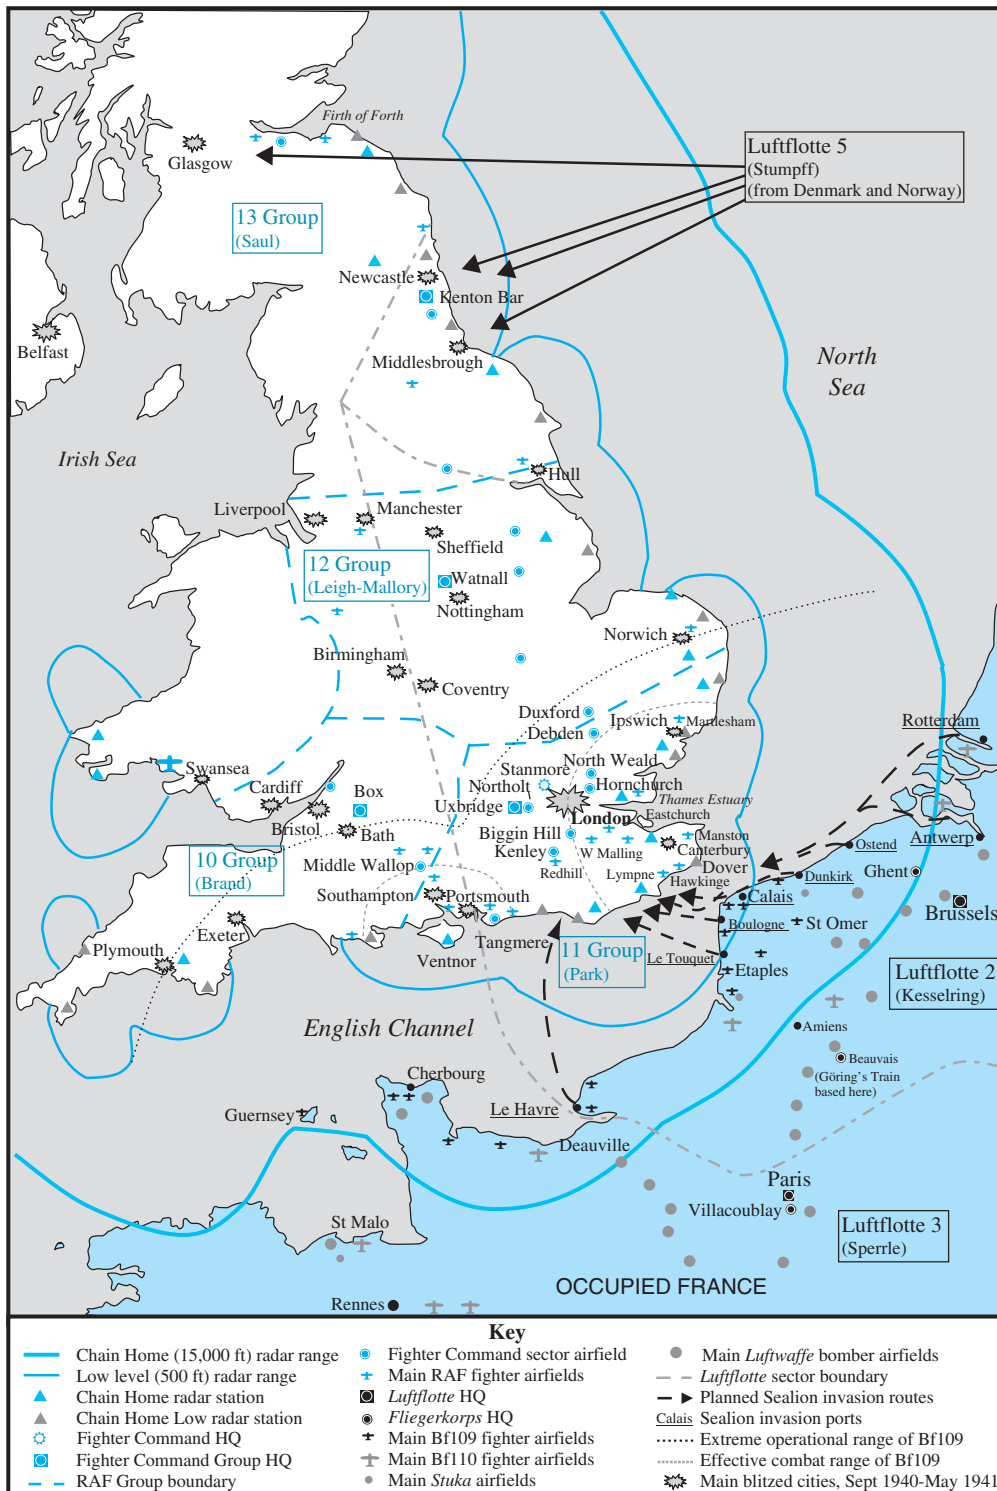 Firth of Forth
Glasgow
Luftflotte 5
(Stumpff)
(from Denmark and Norway)
13 Group
(Saul)
Newcastle
Kenton Bar
Belfast
Middlesbrough
North
Sea
Irish Sea
Hull
Liverpool
Manchester
Sheffield
12 Group
(Leigh-Mallory)
Watnall
Nottingham
Norwich
Birmingham
Coventry
Duxford
Debden
Ipswich
Martlesham
Rotterdam
North Weald
Stanmore
Hornchurch
Northolt
Uxbridge
Thames Estuary
Eastchurch
London
Swansea
Cardiff
Box
Bristol
Bath
Biggin Hill
Kenley
Manston
Canterbury
W Malling
Redhill
Lympne
Dover
Hawkinge
Antwerp
Ostend
Dunkirk
Ghent
10 Group
(Brand)
Middle Wallop
Southampton
Portsmouth
Calais
Brussels
Boulogne
St Omer
Exeter
Plymouth
Tangmere
Ventnor
11 Group
(Park)
Le Touquet
Etaples
Luftflotte 2
(Kesselring)
English Channel
Amiens
Beauvais
(Göring's Train
based here)
Cherbourg
Guernsey
Le Havre
Deauville
Paris
Villacoublay
St Malo
Luftflotte 3
(Sperrle)
OCCUPIED FRANCE
Rennes
Key
Chain Home (15,000 ft) radar range
Low level (500 ft) radar range
Chain Home radar station
Chain Home Low radar station
Fighter Command HQ
Fighter Command Group HQ
RAF Group boundary
Fighter Command sector airfield
Main RAF fighter airfields
Luftflotte HQ
Fliegerkorps HQ
Main Bf109 fighter airfields
Main Bf110 fighter airfields
Main Stuka airfields
Main Luftwaffe bomber airfields
Luftflotte sector boundary
Planned Sealion invasion routes
Calais Sealion invasion ports
Extreme operational range of Bf109
Effective combat range of Bf109
Main blitzed cities, Sept 1940-May 1941